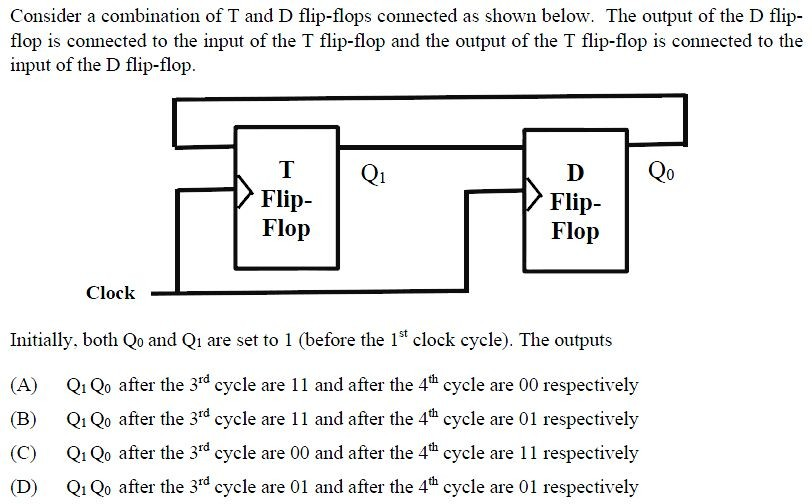 Consider a combination of T and D flip-flops connected as shown below. The output of the D flip-
flop is connected to the input of the T flip-flop and the output of the T flip-flop is connected to the
input of the D flip-flop.
T
Flip-
Flop
Q1
D
Flip-
Flop
Q0
Clock
Initially, both Q0 and Q1 are set to 1 (before the 1st clock cycle). The outputs
(A) Q1 Q0 after the 3rd cycle are 11 and after the 4th cycle are 00 respectively
(B) Q1 Q0 after the 3rd cycle are 11 and after the 4th cycle are 01 respectively
(C) Q1 Q0 after the 3rd cycle are 00 and after the 4th cycle are 11 respectively
(D) Q1 Q0 after the 3rd cycle are 01 and after the 4th cycle are 01 respectively